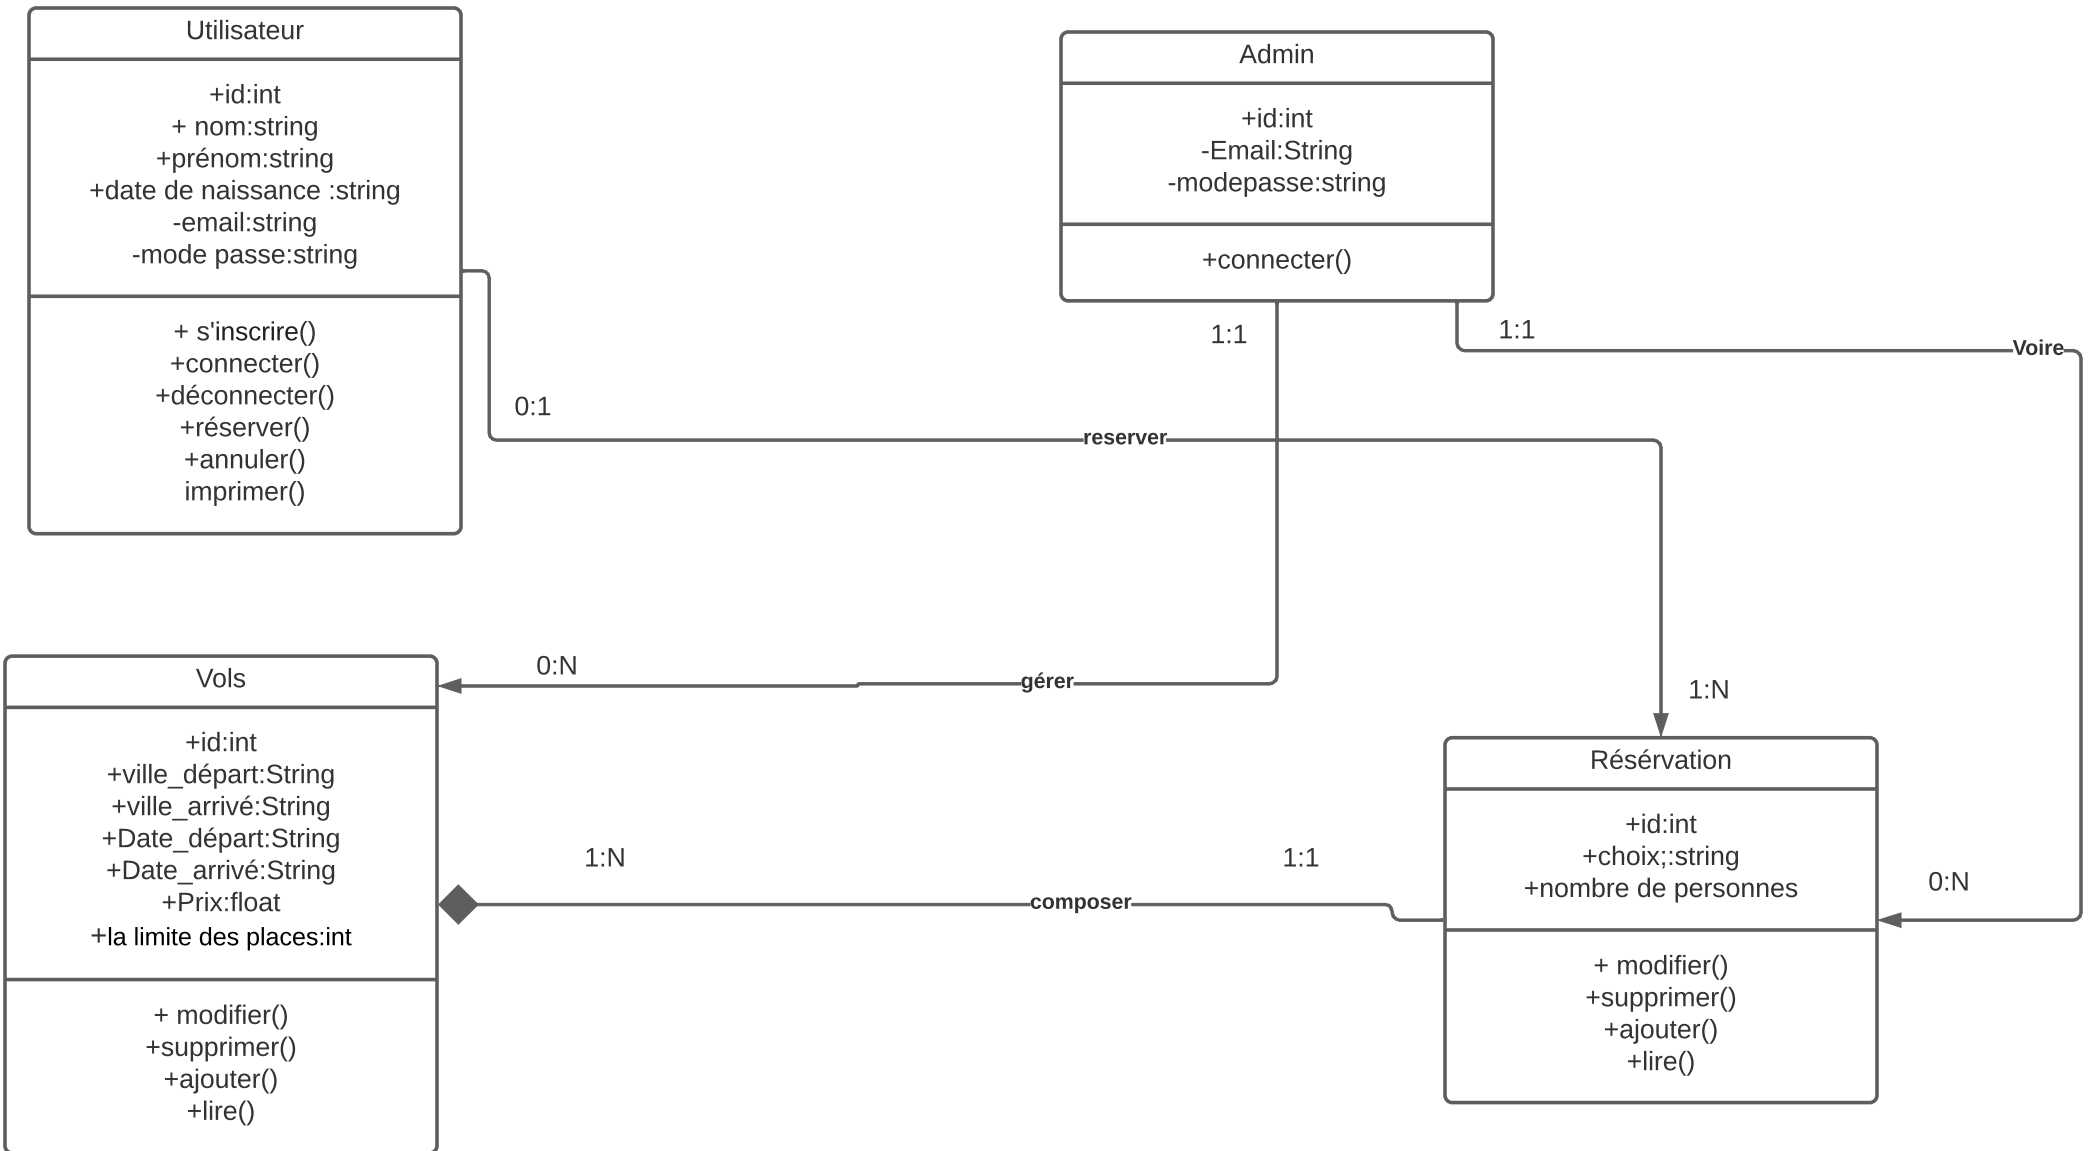 Utilisateur
+id:int
+ nom:string
+prénom:string
+date de naissance :string
-email:string
-mode passe:string
+ s'inscrire()
+connecter()
+déconnecter()
+réserver()
+annuler()
imprimer()
Admin
+id:int
-Email:String
-modepasse:string
+connecter()
1:1
1:1
Voire
0:1
reserver
0:N
gérer
1:N
Vols
+id:int
+ville_départ:String
+ville_arrivé:String
+Date_départ:String
+Date_arrivé:String
+Prix:float
+la limite des places:int
+ modifier()
+supprimer()
+ajouter()
+lire()
1:N
composer
1:1
Résérvation
+id:int
+choix;:string
+nombre de personnes
+ modifier()
+supprimer()
+ajouter()
+lire()
0:N